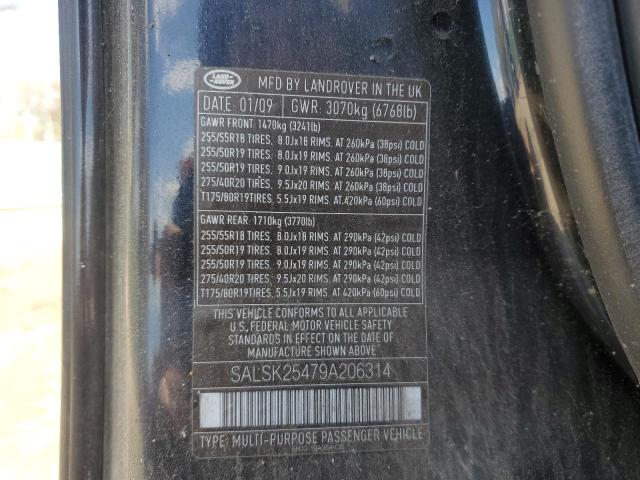 LAND
ROVER
MFD BY LANDROVER IN THE UK
DATE: 01/09 GWR: 3070kg (6768lb)
GAWR FRONT: 1470kg (3241lb)
255/55R18 TIRES, 8.0Jx18 RIMS, AT 260kPa (38psi) COLD
255/50R19 TIRES, 8.0Jx19 RIMS, AT 260kPa (38psi) COLD
255/50R19 TIRES, 9.0Jx19 RIMS, AT 260kPa (38psi) COLD
275/40R20 TIRES, 9.5Jx20 RIMS, AT 260kPa (38psi) COLD
T175/80R19TIRES, 5.5Jx19 RIMS, AT 420kPa (60psi) COLD
GAWR REAR: 1710kg (3770lb)
255/55R18 TIRES, 8.0Jx18 RIMS, AT 290kPa (42psi) COLD
255/50R19 TIRES, 8.0Jx19 RIMS, AT 290kPa (42psi) COLD
255/50R19 TIRES, 9.0Jx19 RIMS, AT 290kPa (42psi) COLD
275/40R20 TIRES, 9.5Jx20 RIMS, AT 290kPa (42psi) COLD
T175/80R19TIRES, 5.5Jx19 RIMS, AT 420kPa (60psi) COLD
THIS VEHICLE CONFORMS TO ALL APPLICABLE
U.S. FEDERAL MOTOR VEHICLE SAFETY
STANDARDS IN EFFECT ON THE DATE OF
MANUFACTURE SHOWN ABOVE
SALSK25479A206314
TYPE: MULTI-PURPOSE PASSENGER VEHICLE